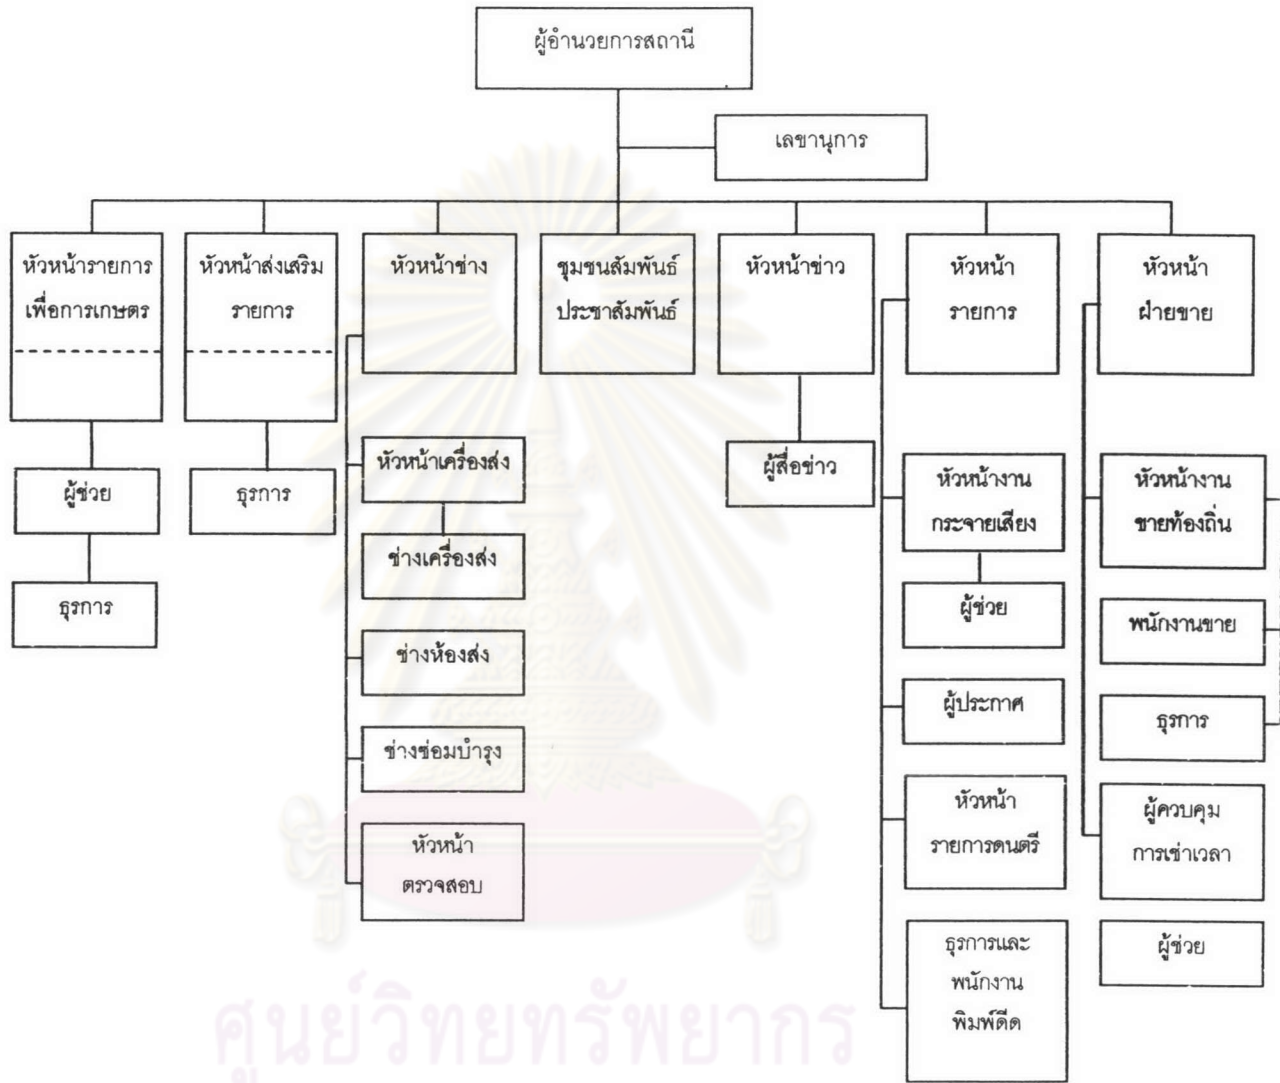 ผู้อำนวยการสถานี
เลขานุการ
หัวหน้ารายการ
เพื่อการเกษตร
ผู้ช่วย
ธุรการ
หัวหน้าส่งเสริม
รายการ
ธุรการ
หัวหน้าช่าง
หัวหน้าเครื่องส่ง
ช่างเครื่องส่ง
ช่างห้องส่ง
ช่างซ่อมบำรุง
หัวหน้า
ตรวจสอบ
ชุมชนสัมพันธ์
ประชาสัมพันธ์
หัวหน้าข่าว
ผู้สื่อข่าว
หัวหน้า
รายการ
หัวหน้างาน
กระจายเสียง
ผู้ช่วย
ผู้ประกาศ
หัวหน้า
รายการดนตรี
ธุรการและ
พนักงาน
พิมพ์ดีด
หัวหน้า
ฝ่ายขาย
หัวหน้างาน
ขายท้องถิ่น
พนักงานขาย
ธุรการ
ผู้ควบคุม
การเช่าเวลา
ผู้ช่วย
ศูนย์วิทยทรัพยากร